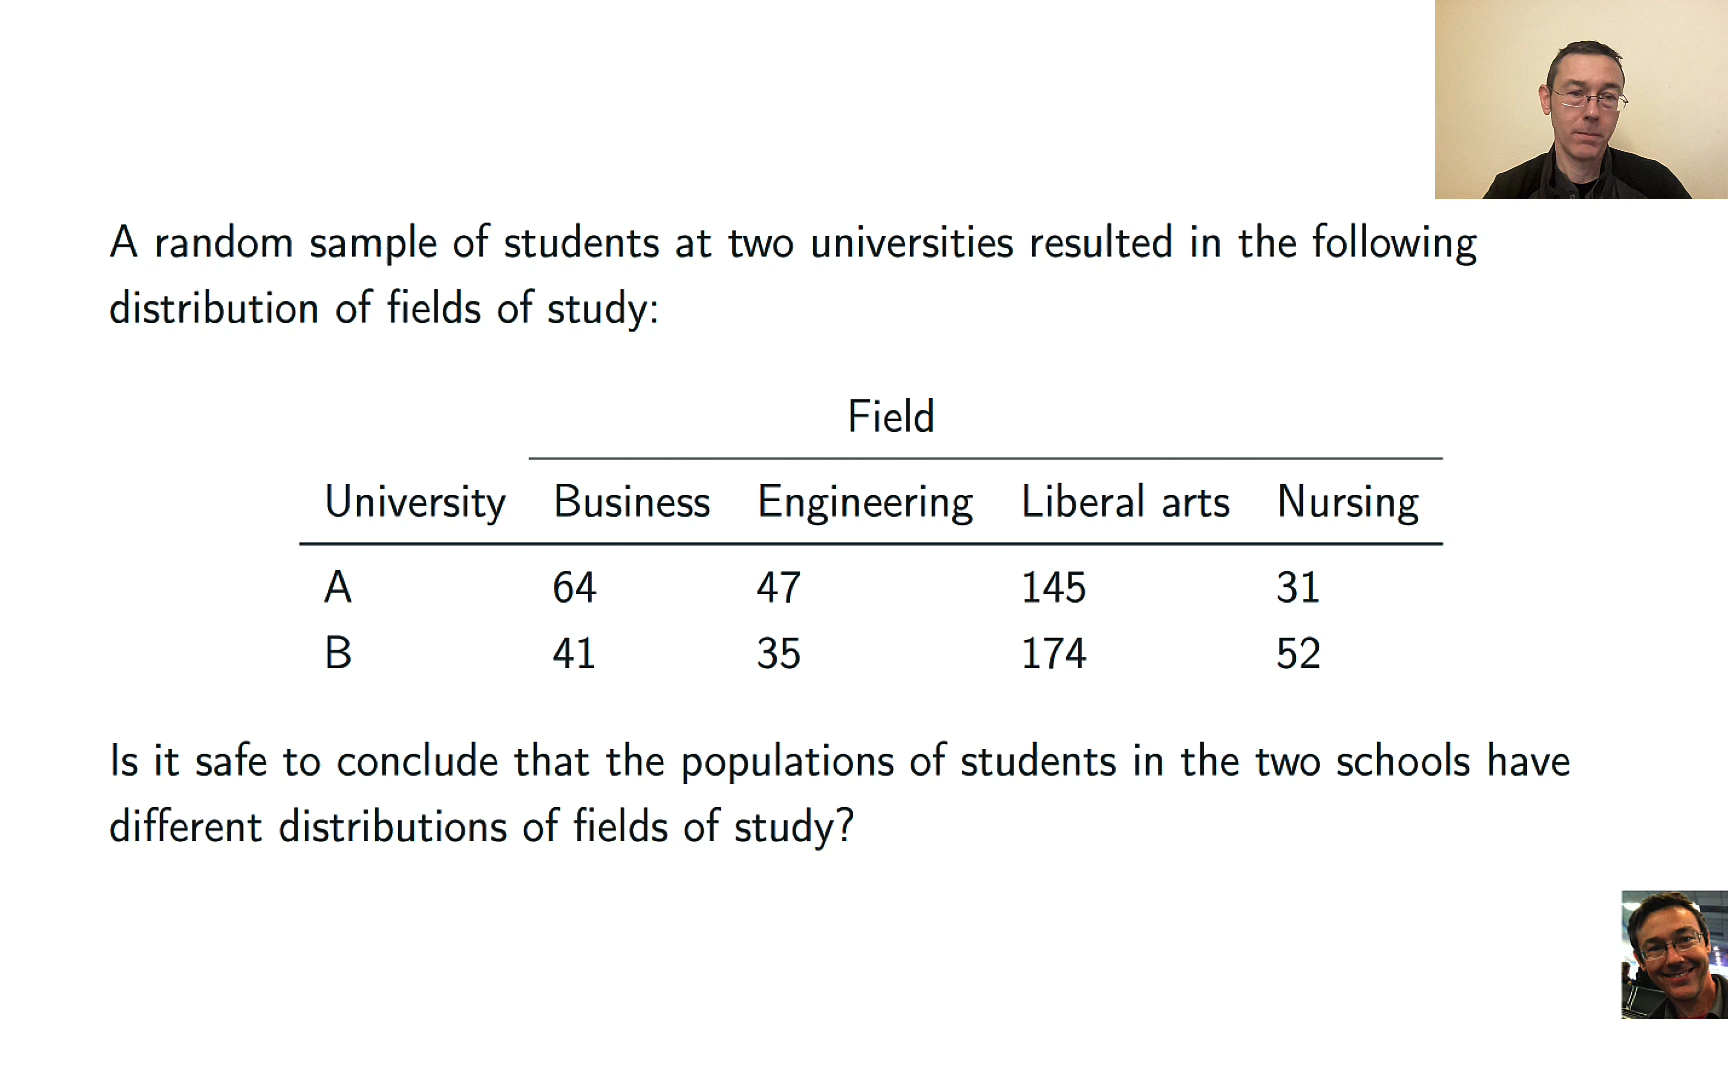 A random sample of students at two universities resulted in the following
distribution of fields of study:
Field
University Business Engineering Liberal arts Nursing
A 64 47 145 31
B 41 35 174 52
Is it safe to conclude that the populations of students in the two schools have
different distributions of fields of study?